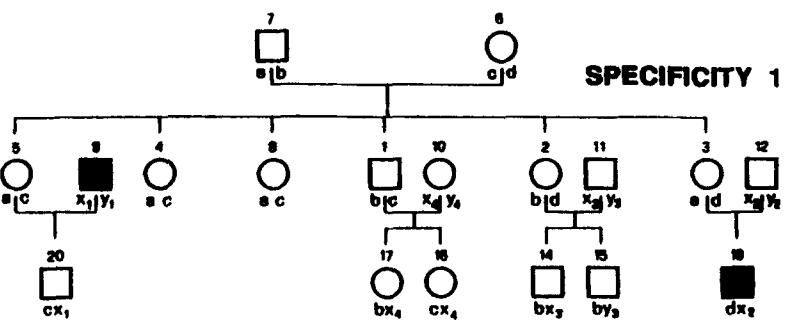 7 6
a b c d
SPECIFICITY 1
5 9 4 8 1 10 2 11 3 12
a c x₁ y₁ a c a c b c x₄ y₄ b d x₃ y₃ a d x₂ y₂
20 17 16 14 15 19
cx₁ bx₄ cx₄ bx₃ by₃ dx₂